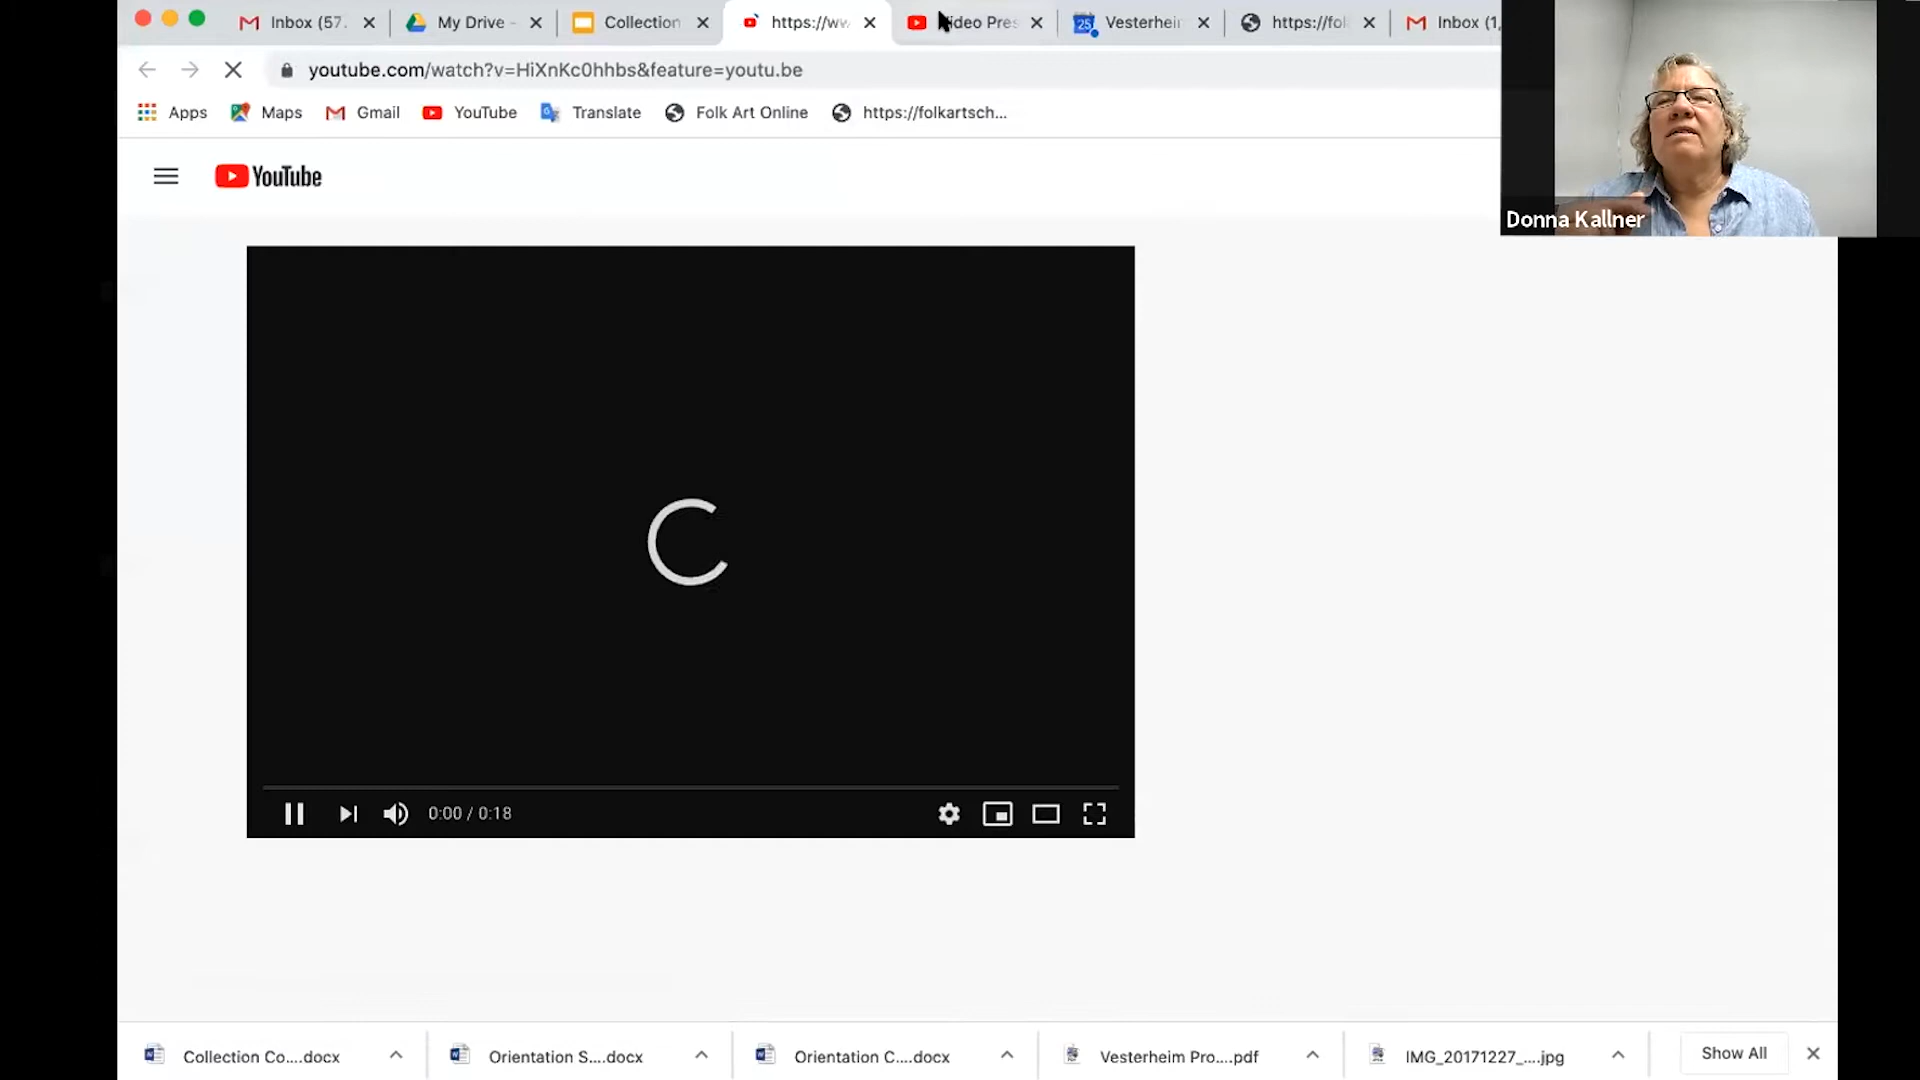 Inbox (57.
My Drive -
Collection
https://ww
ideo Pres
25
Vesterhei
https://fol
Inbox (1,
youtube.com/watch?v=HiXnKc0hhbs&feature=youtu.be
Apps
Maps
Gmail
YouTube
Translate
Folk Art Online
https://folkartsch...
YouTube
Donna Kallner
0:00 / 0:18
Collection Co....docx
Orientation S....docx
Orientation C....docx
Vesterheim Pro....pdf
IMG_20171227_....jpg
Show All